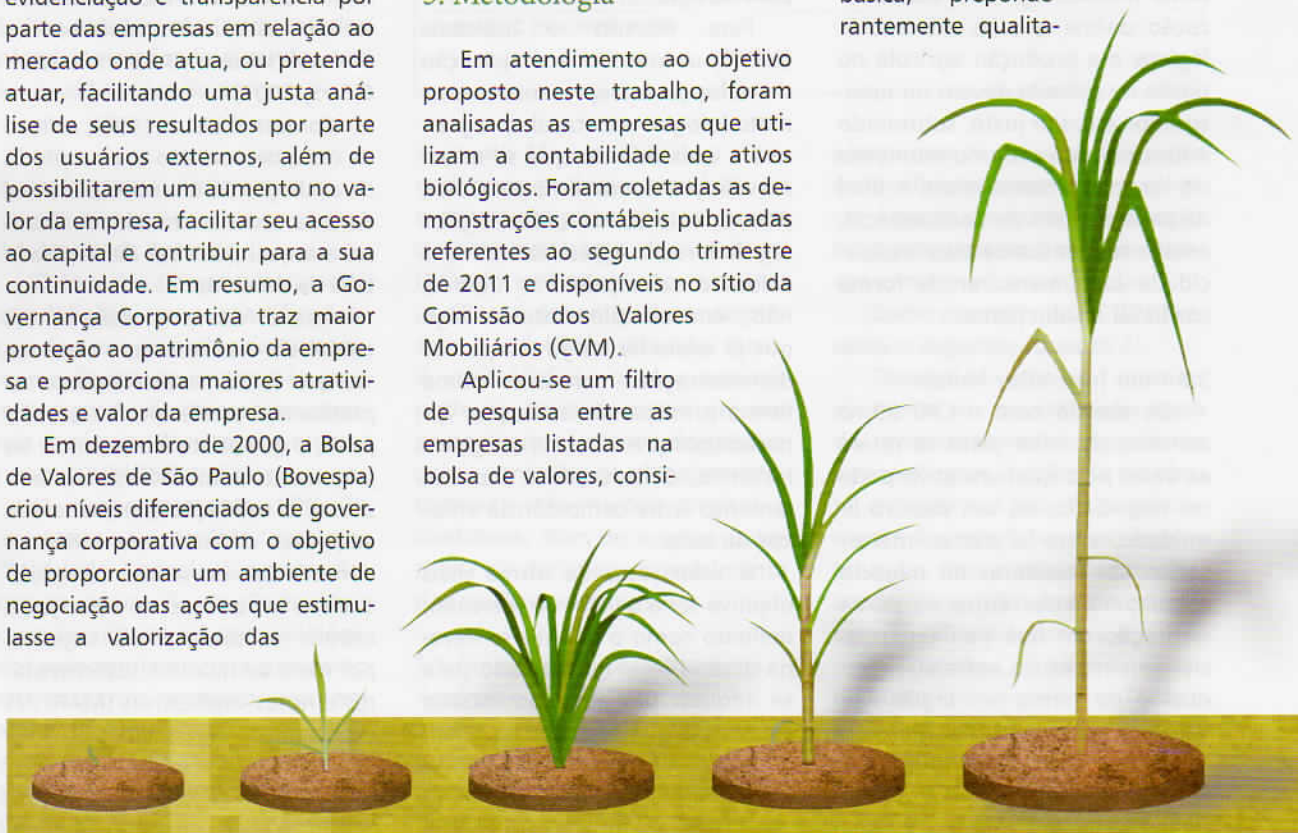 parte das empresas em relação ao
mercado onde atua, ou pretende
atuar, facilitando uma justa aná-
lise de seus resultados por parte
dos usuários externos, além de
possibilitarem um aumento no va-
lor da empresa, facilitar seu acesso
ao capital e contribuir para a sua
continuidade. Em resumo, a Go-
vernança Corporativa traz maior
proteção ao patrimônio da empre-
sa e proporciona maiores atrativi-
dades e valor da empresa.
Em dezembro de 2000, a Bolsa
de Valores de São Paulo (Bovespa)
criou níveis diferenciados de gover-
nança corporativa com o objetivo
de proporcionar um ambiente de
negociação das ações que estimu-
lasse a valorização das
Em atendimento ao objetivo
proposto neste trabalho, foram
analisadas as empresas que uti-
lizam a contabilidade de ativos
biológicos. Foram coletadas as de-
monstrações contábeis publicadas
referentes ao segundo trimestre
de 2011 e disponíveis no sítio da
Comissão dos Valores
Mobiliários (CVM).
Aplicou-se um filtro
de pesquisa entre as
empresas listadas na
bolsa de valores, consi-
rantemente qualita-